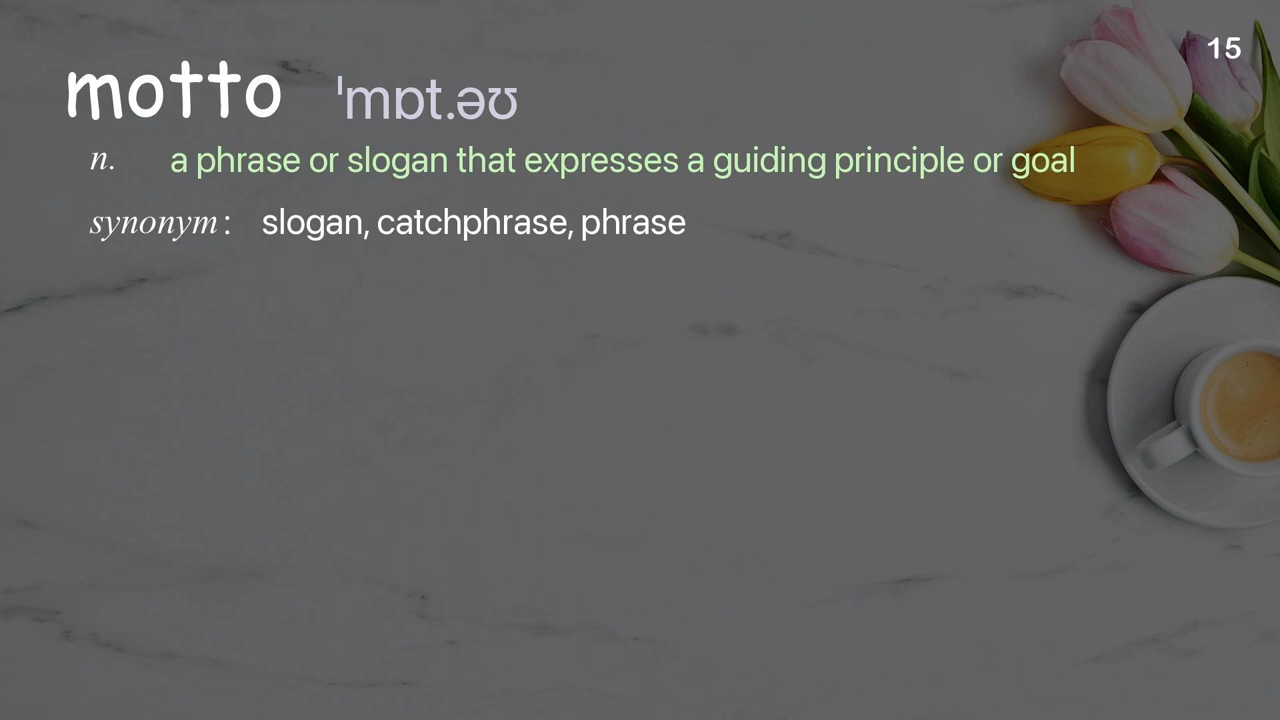 15
motto ˈmɒt.əʊ
n. a phrase or slogan that expresses a guiding principle or goal
synonym: slogan, catchphrase, phrase